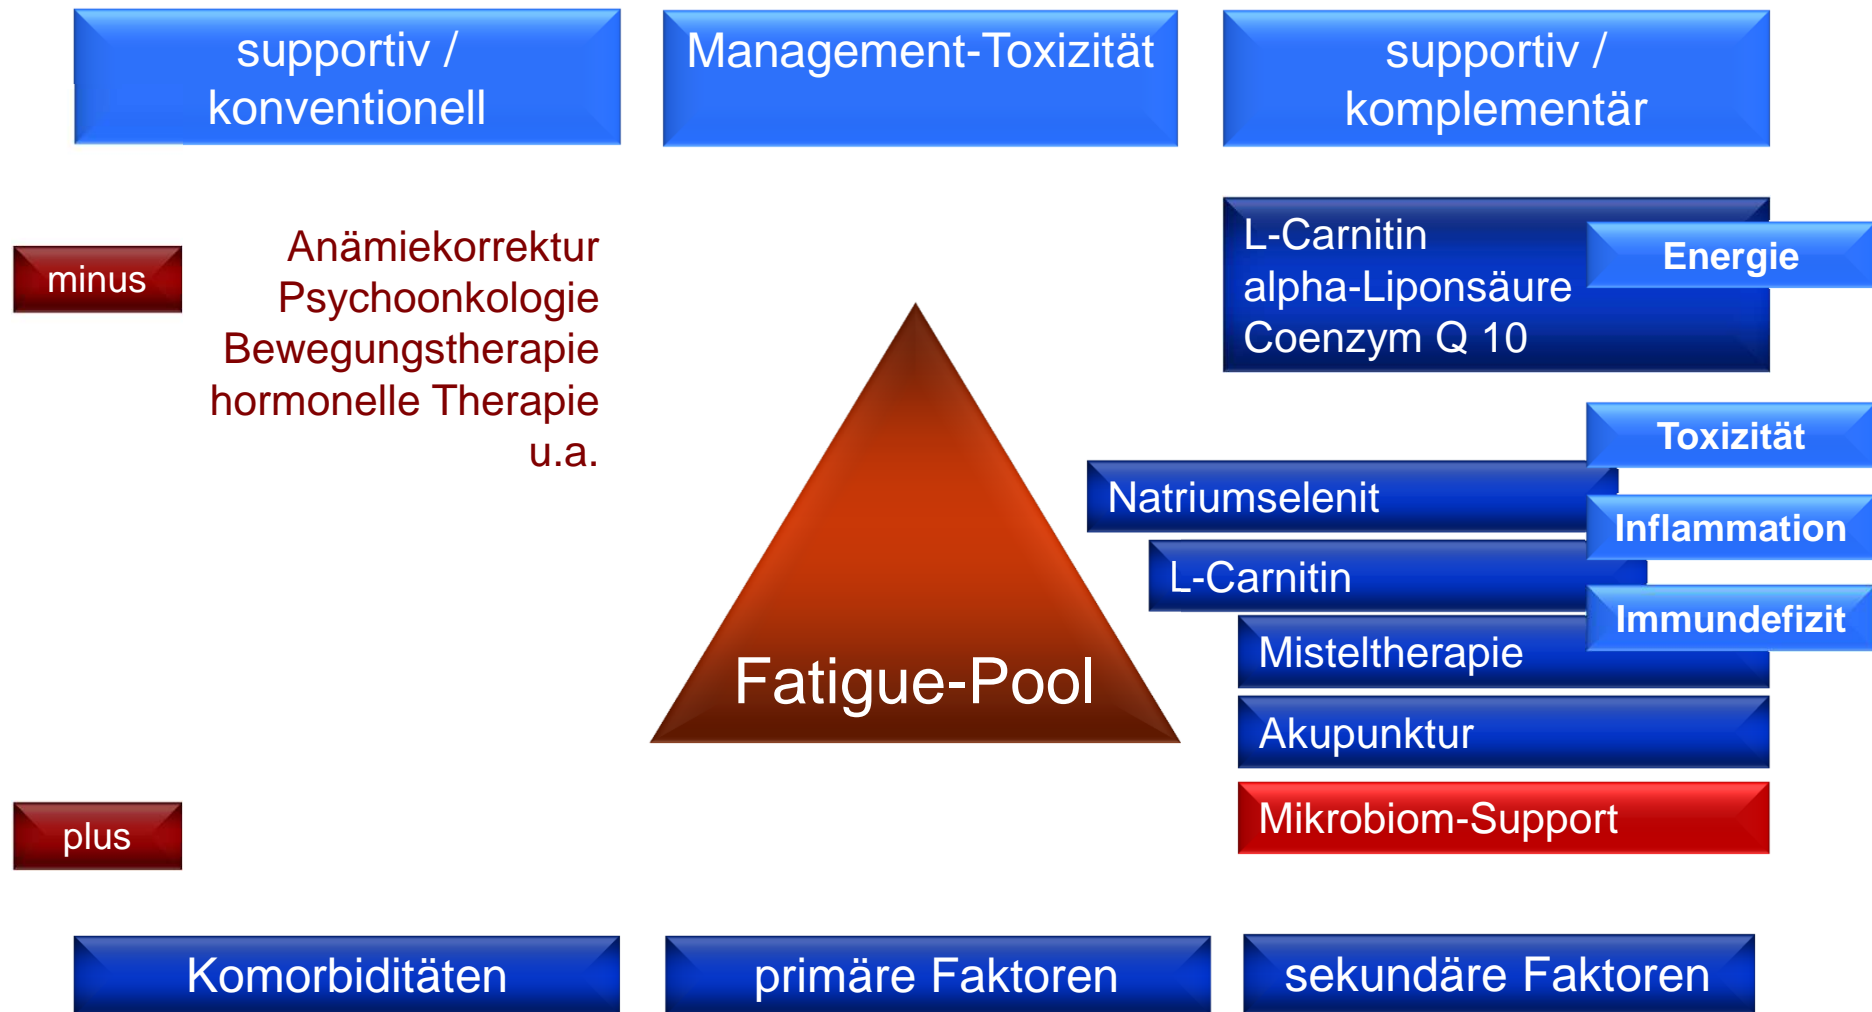 supportiv /
konventionell
Management-Toxizität
supportiv /
komplementär
minus
Anämiekorrektur
Psychoonkologie
Bewegungstherapie
hormonelle Therapie
u.a.
L-Carnitin
alpha-Liponsäure
Coenzym Q 10
Energie
Toxizität
Natriumselenit
Inflammation
L-Carnitin
Immundefizit
Misteltherapie
Fatigue-Pool
Akupunktur
Mikrobiom-Support
plus
Komorbiditäten
primäre Faktoren
sekundäre Faktoren